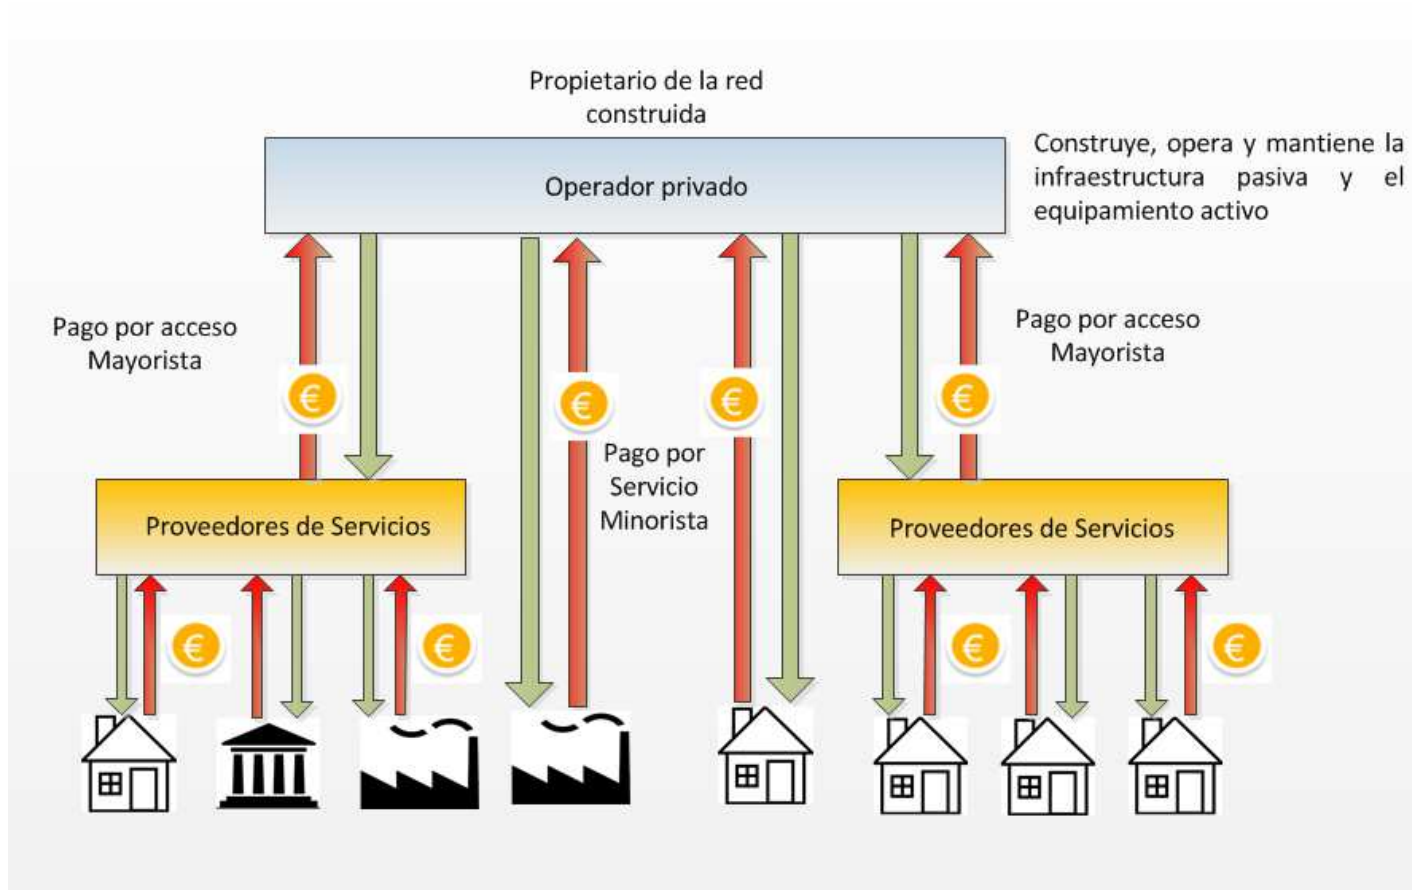 Propietario de la red
construida
Operador privado
Construye, opera y mantiene la
infraestructura pasiva y el
equipamiento activo
Pago por acceso
Mayorista
Pago por acceso
Mayorista
€
€
€
€
Pago por
Servicio
Minorista
Proveedores de Servicios
Proveedores de Servicios
€
€
€
€